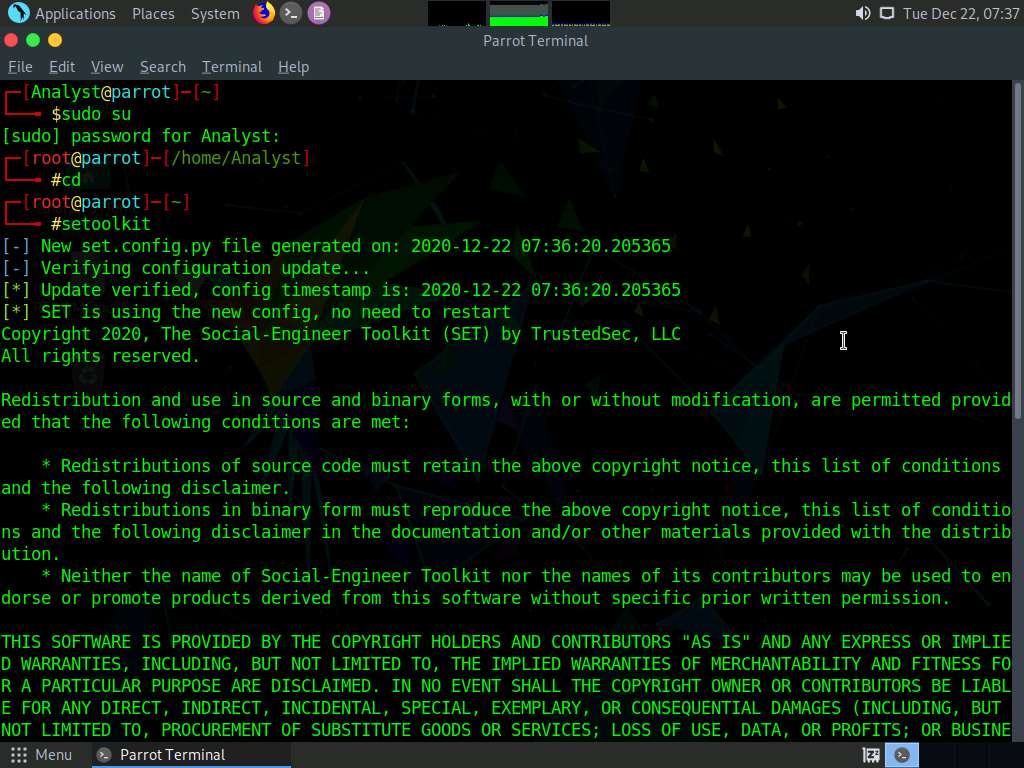 Applications Places System Tue Dec 22, 07:37
Parrot Terminal
File Edit View Search Terminal Help
[Analyst@parrot]─[~]
$sudo su
[sudo] password for Analyst:
[root@parrot]─[/home/Analyst]
#cd
[root@parrot]─[~]
#setoolkit
[-] New set.config.py file generated on: 2020-12-22 07:36:20.205365
[-] Verifying configuration update...
[*] Update verified, config timestamp is: 2020-12-22 07:36:20.205365
[*] SET is using the new config, no need to restart
Copyright 2020, The Social-Engineer Toolkit (SET) by TrustedSec, LLC
All rights reserved.
Redistribution and use in source and binary forms, with or without modification, are permitted provid
ed that the following conditions are met:
* Redistributions of source code must retain the above copyright notice, this list of conditions
and the following disclaimer.
* Redistributions in binary form must reproduce the above copyright notice, this list of conditio
ns and the following disclaimer in the documentation and/or other materials provided with the distrib
ution.
* Neither the name of Social-Engineer Toolkit nor the names of its contributors may be used to en
dorse or promote products derived from this software without specific prior written permission.
THIS SOFTWARE IS PROVIDED BY THE COPYRIGHT HOLDERS AND CONTRIBUTORS "AS IS" AND ANY EXPRESS OR IMPLIE
D WARRANTIES, INCLUDING, BUT NOT LIMITED TO, THE IMPLIED WARRANTIES OF MERCHANTABILITY AND FITNESS FO
R A PARTICULAR PURPOSE ARE DISCLAIMED. IN NO EVENT SHALL THE COPYRIGHT OWNER OR CONTRIBUTORS BE LIABL
E FOR ANY DIRECT, INDIRECT, INCIDENTAL, SPECIAL, EXEMPLARY, OR CONSEQUENTIAL DAMAGES (INCLUDING, BUT
NOT LIMITED TO, PROCUREMENT OF SUBSTITUTE GOODS OR SERVICES; LOSS OF USE, DATA, OR PROFITS; OR BUSINE
Menu Parrot Terminal